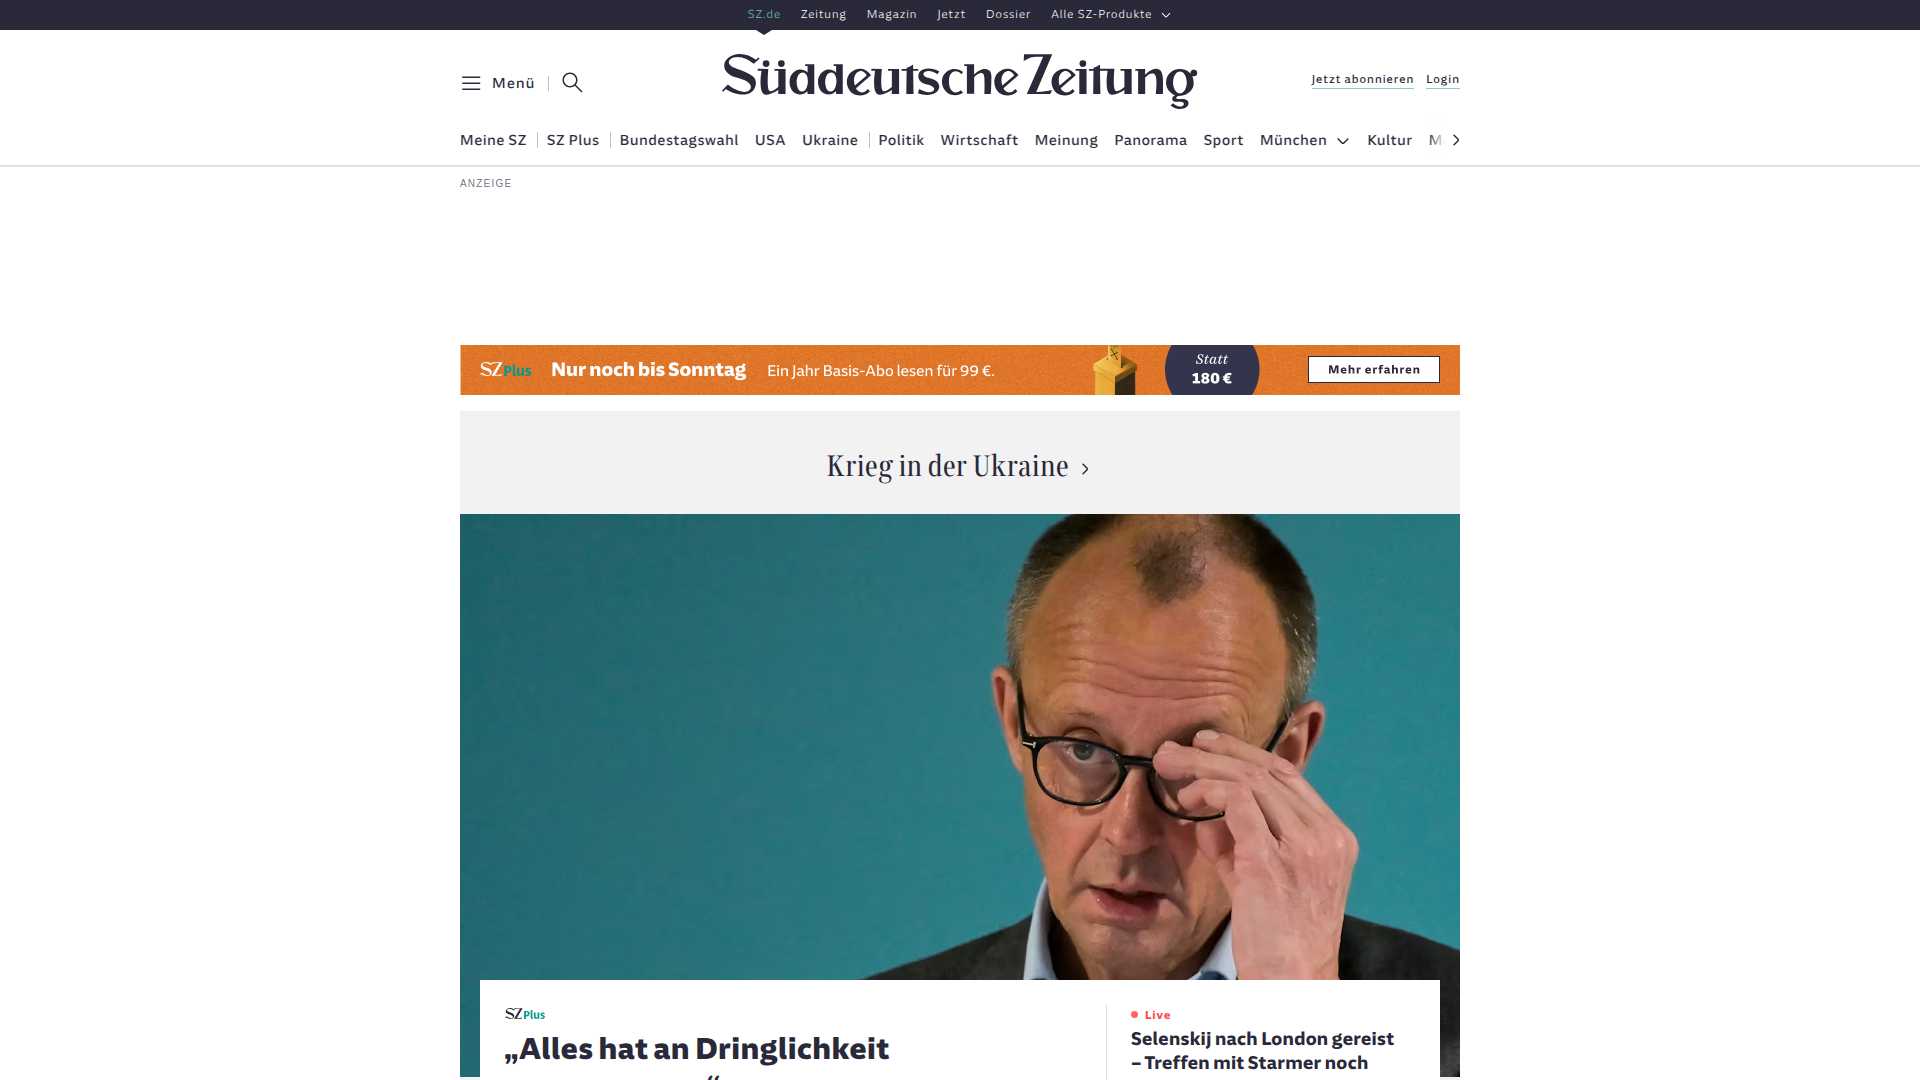 SZ.de Zeitung Magazin Jetzt Dossier Alle SZ-Produkte
Menü
Süddeutsche Zeitung
Jetzt abonnieren Login
Meine SZ SZ Plus Bundestagswahl USA Ukraine Politik Wirtschaft Meinung Panorama Sport München Kultur M
ANZEIGE
SZ Plus Nur noch bis Sonntag Ein Jahr Basis-Abo lesen für 99 €.
Statt
180 €
Mehr erfahren
Krieg in der Ukraine
SZ Plus
„Alles hat an Dringlichkeit
Live
Selenskij nach London gereist
– Treffen mit Starmer noch